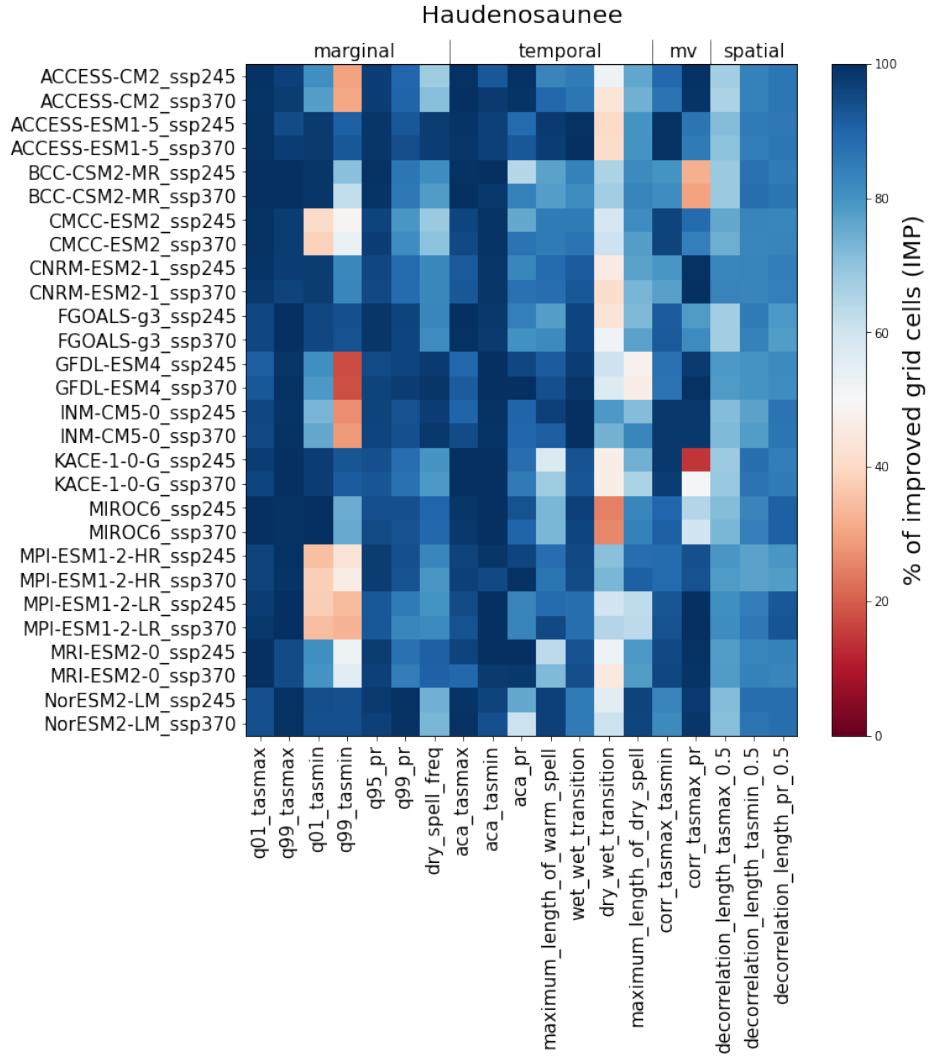 Haudenosaunee
marginal temporal mv spatial
ACCESS-CM2_ssp245
ACCESS-CM2_ssp370
ACCESS-ESM1-5_ssp245
ACCESS-ESM1-5_ssp370
BCC-CSM2-MR_ssp245
BCC-CSM2-MR_ssp370
CMCC-ESM2_ssp245
CMCC-ESM2_ssp370
CNRM-ESM2-1_ssp245
CNRM-ESM2-1_ssp370
FGOALS-g3_ssp245
FGOALS-g3_ssp370
GFDL-ESM4_ssp245
GFDL-ESM4_ssp370
INM-CM5-0_ssp245
INM-CM5-0_ssp370
KACE-1-0-G_ssp245
KACE-1-0-G_ssp370
MIROC6_ssp245
MIROC6_ssp370
MPI-ESM1-2-HR_ssp245
MPI-ESM1-2-HR_ssp370
MPI-ESM1-2-LR_ssp245
MPI-ESM1-2-LR_ssp370
MRI-ESM2-0_ssp245
MRI-ESM2-0_ssp370
NorESM2-LM_ssp245
NorESM2-LM_ssp370
q01_tasmax
q99_tasmax
q01_tasmin
q99_tasmin
q95_pr
q99_pr
dry_spell_freq
aca_tasmax
aca_tasmin
aca_pr
maximum_length_of_warm_spell
wet_wet_transition
dry_wet_transition
maximum_length_of_dry_spell
corr_tasmax_tasmin
corr_tasmax_pr
decorrelation_length_tasmax_0.5
decorrelation_length_tasmin_0.5
decorrelation_length_pr_0.5
100
80
60
40
20
0
% of improved grid cells (IMP)